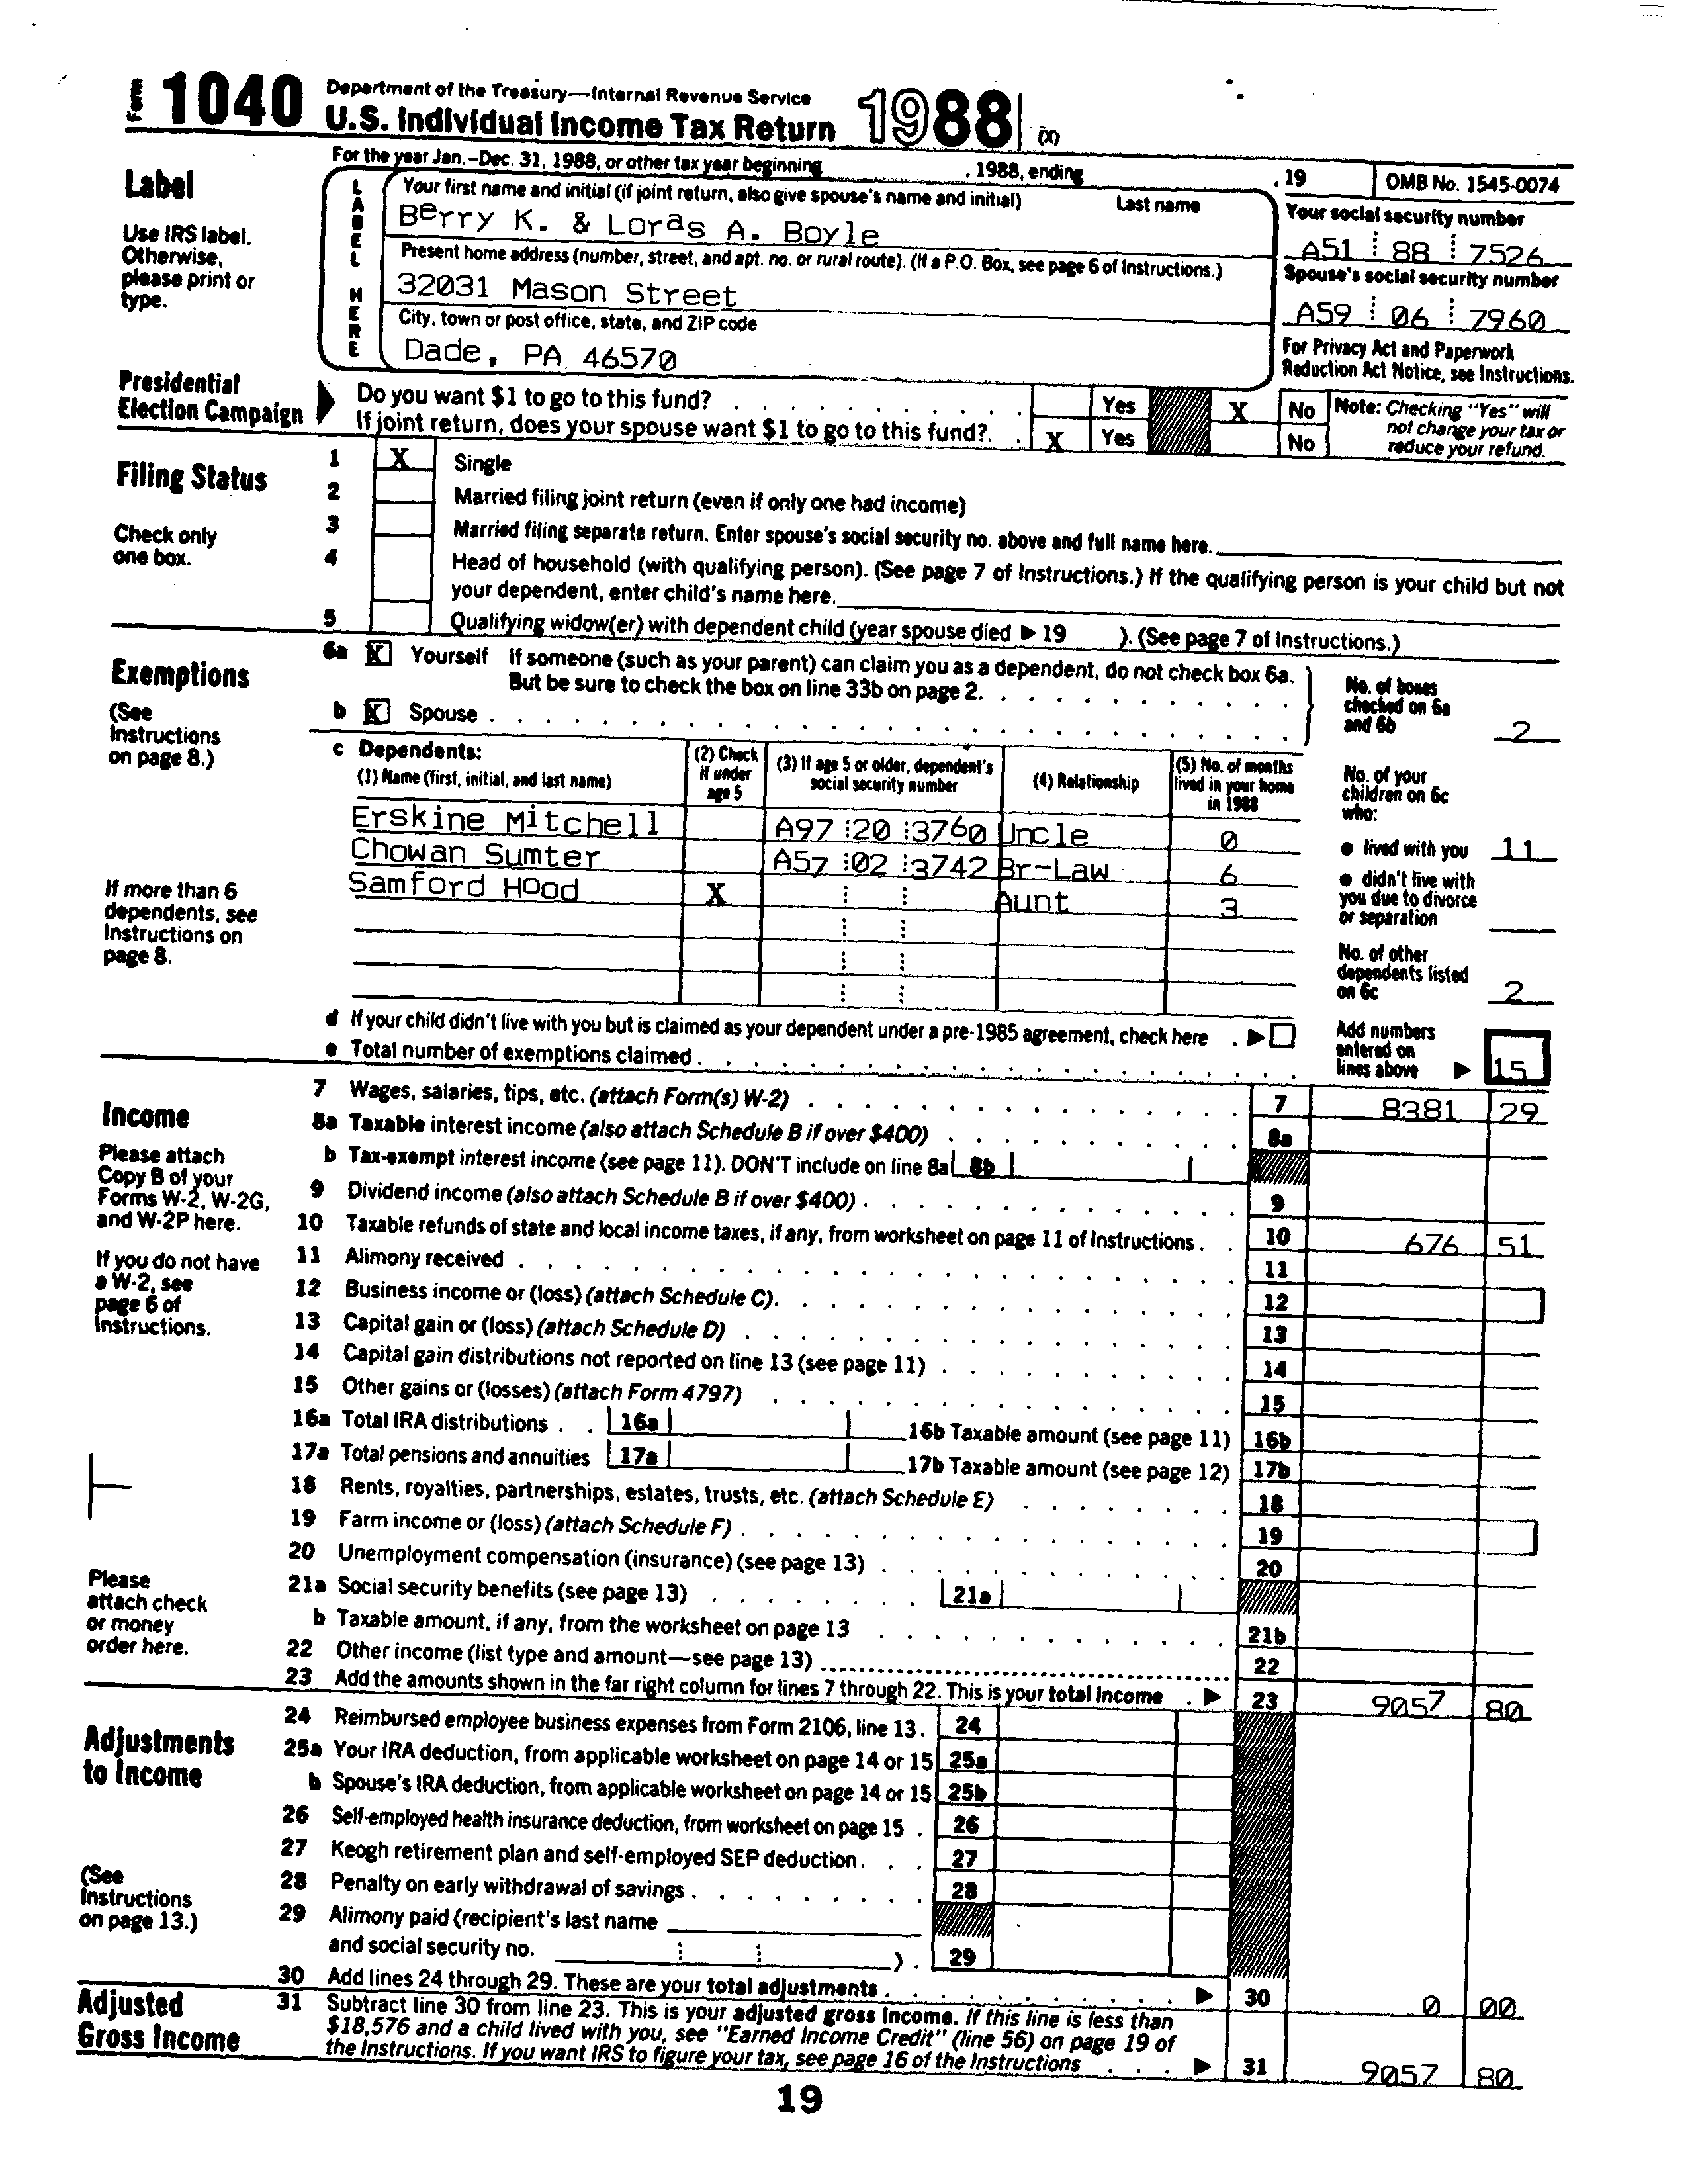 Form 1040 Department of the Treasury—Internal Revenue Service
U.S. Individual Income Tax Return 1988 (X)
For the year Jan.-Dec. 31, 1988, or other tax year beginning , 1988, ending , 19 OMB No. 1545-0074
Label
Use IRS label.
Otherwise,
please print or
type.
LABEL HERE
Your first name and initial (if joint return, also give spouse's name and initial) Last name
Berry K. & Loras A. Boyle
Present home address (number, street, and apt. no. or rural route). (If a P.O. Box, see page 6 of Instructions.)
32031 Mason Street
City, town or post office, state, and ZIP code
Dade, PA 46570
Your social security number
A51 88 7526
Spouse's social security number
A59 06 7960
For Privacy Act and Paperwork
Reduction Act Notice, see Instructions.
Presidential
Election Campaign
Do you want $1 to go to this fund? Yes X No
If joint return, does your spouse want $1 to go to this fund?. X Yes No
Note: Checking "Yes" will
not change your tax or
reduce your refund.
Filing Status
Check only
one box.
1 X Single
2 Married filing joint return (even if only one had income)
3 Married filing separate return. Enter spouse's social security no. above and full name here.
4 Head of household (with qualifying person). (See page 7 of Instructions.) If the qualifying person is your child but not
your dependent, enter child's name here.
5 Qualifying widow(er) with dependent child (year spouse died ▶ 19 ). (See page 7 of Instructions.)
Exemptions
(See
Instructions
on page 8.)
6a X Yourself If someone (such as your parent) can claim you as a dependent, do not check box 6a.
But be sure to check the box on line 33b on page 2.
b X Spouse
No. of boxes
checked on 6a
and 6b 2
c Dependents:
(1) Name (first, initial, and last name)
(2) Check
if under
age 5
(3) If age 5 or older, dependent's
social security number
(4) Relationship
(5) No. of months
lived in your home
in 1988
Erskine Mitchell A97 20 3760 Uncle 0
Chowan Sumter A57 02 3742 Br-Law 6
Samford Hood X Aunt 3
If more than 6
dependents, see
Instructions on
page 8.
No. of your
children on 6c
who:
● lived with you 11
● didn't live with
you due to divorce
or separation
No. of other
dependents listed
on 6c 2
d If your child didn't live with you but is claimed as your dependent under a pre-1985 agreement, check here ▶
e Total number of exemptions claimed
Add numbers
entered on
lines above ▶ 15
Income
Please attach
Copy B of your
Forms W-2, W-2G,
and W-2P here.
If you do not have
a W-2, see
page 6 of
Instructions.
Please
attach check
or money
order here.
7 Wages, salaries, tips, etc. (attach Form(s) W-2) 7 8381 29
8a Taxable interest income (also attach Schedule B if over $400) 8a
b Tax-exempt interest income (see page 11). DON'T include on line 8a 8b
9 Dividend income (also attach Schedule B if over $400) 9
10 Taxable refunds of state and local income taxes, if any, from worksheet on page 11 of Instructions 10 676 51
11 Alimony received 11
12 Business income or (loss) (attach Schedule C). 12
13 Capital gain or (loss) (attach Schedule D) 13
14 Capital gain distributions not reported on line 13 (see page 11) 14
15 Other gains or (losses) (attach Form 4797) 15
16a Total IRA distributions 16a 16b Taxable amount (see page 11) 16b
17a Total pensions and annuities 17a 17b Taxable amount (see page 12) 17b
18 Rents, royalties, partnerships, estates, trusts, etc. (attach Schedule E) 18
19 Farm income or (loss) (attach Schedule F) 19
20 Unemployment compensation (insurance) (see page 13) 20
21a Social security benefits (see page 13) 21a
b Taxable amount, if any, from the worksheet on page 13 21b
22 Other income (list type and amount—see page 13) 22
23 Add the amounts shown in the far right column for lines 7 through 22. This is your total income ▶ 23 9057 80
Adjustments
to Income
(See
Instructions
on page 13.)
24 Reimbursed employee business expenses from Form 2106, line 13. 24
25a Your IRA deduction, from applicable worksheet on page 14 or 15 25a
b Spouse's IRA deduction, from applicable worksheet on page 14 or 15 25b
26 Self-employed health insurance deduction, from worksheet on page 15 26
27 Keogh retirement plan and self-employed SEP deduction. 27
28 Penalty on early withdrawal of savings 28
29 Alimony paid (recipient's last name
and social security no. ) 29
30 Add lines 24 through 29. These are your total adjustments ▶ 30 0 00
Adjusted
Gross Income
31 Subtract line 30 from line 23. This is your adjusted gross income. If this line is less than
$18,576 and a child lived with you, see "Earned Income Credit" (line 56) on page 19 of
the Instructions. If you want IRS to figure your tax, see page 16 of the Instructions ▶ 31 9057 80
19